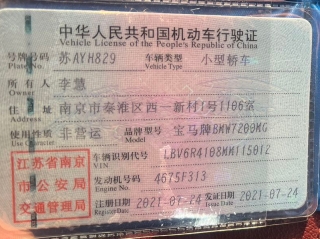 中华人民共和国机动车行驶证
Vehicle License of the People's Republic of China
号牌号码 苏AYH829 车辆类型 小型轿车
Plate No. Vehicle Type
所有人 李慧
Owner
住址 南京市秦淮区西一新村1号1106室
Address
使用性质 非营运 品牌型号 宝马牌BMW7200MG
Use Character Model
江苏省南京
市公安局
交通管理局
车辆识别代号 LBV6R4108MM115012
VIN
发动机号码 4675F313
Engine No.
注册日期 2021-07-24 发证日期 2021-07-24
Register Date Issue Date